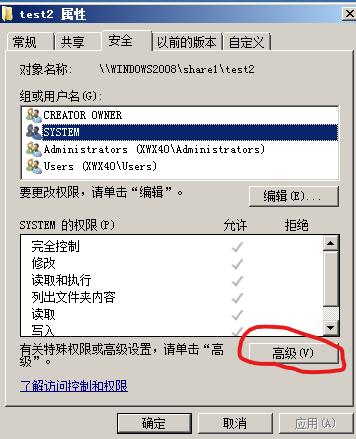 test2 属性
常规 共享 安全 以前的版本 自定义
对象名称: \\WINDOWS2008\share1\test2
组或用户名(G):
CREATOR OWNER
SYSTEM
Administrators (XWX40\Administrators)
Users (XWX40\Users)
要更改权限，请单击“编辑”。
编辑(E)...
SYSTEM 的权限(P) 允许 拒绝
完全控制
修改
读取和执行
列出文件夹内容
读取
写入
有关特殊权限或高级设置，请单击“高级”。
高级(V)
了解访问控制和权限
确定 取消 应用(A)